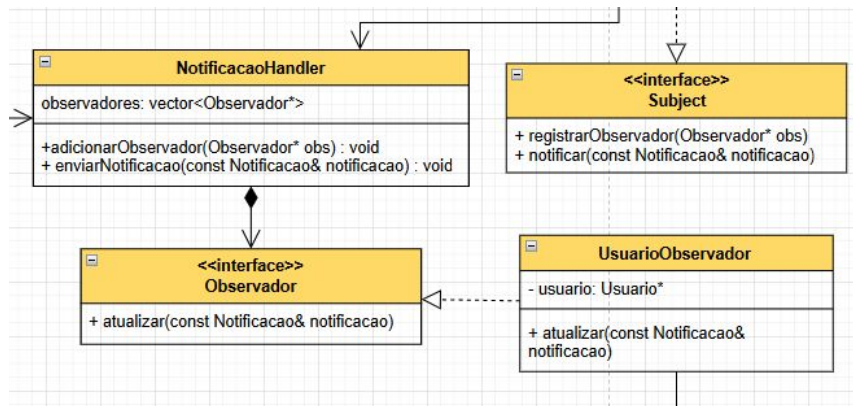 NotificacaoHandler
observadores: vector<Observador*>
+adicionarObservador(Observador* obs) : void
+ enviarNotificacao(const Notificacao& notificacao) : void
<<interface>>
Subject
+ registrarObservador(Observador* obs)
+ notificar(const Notificacao& notificacao)
<<interface>>
Observador
+ atualizar(const Notificacao& notificacao)
UsuarioObservador
- usuario: Usuario*
+ atualizar(const Notificacao&
notificacao)